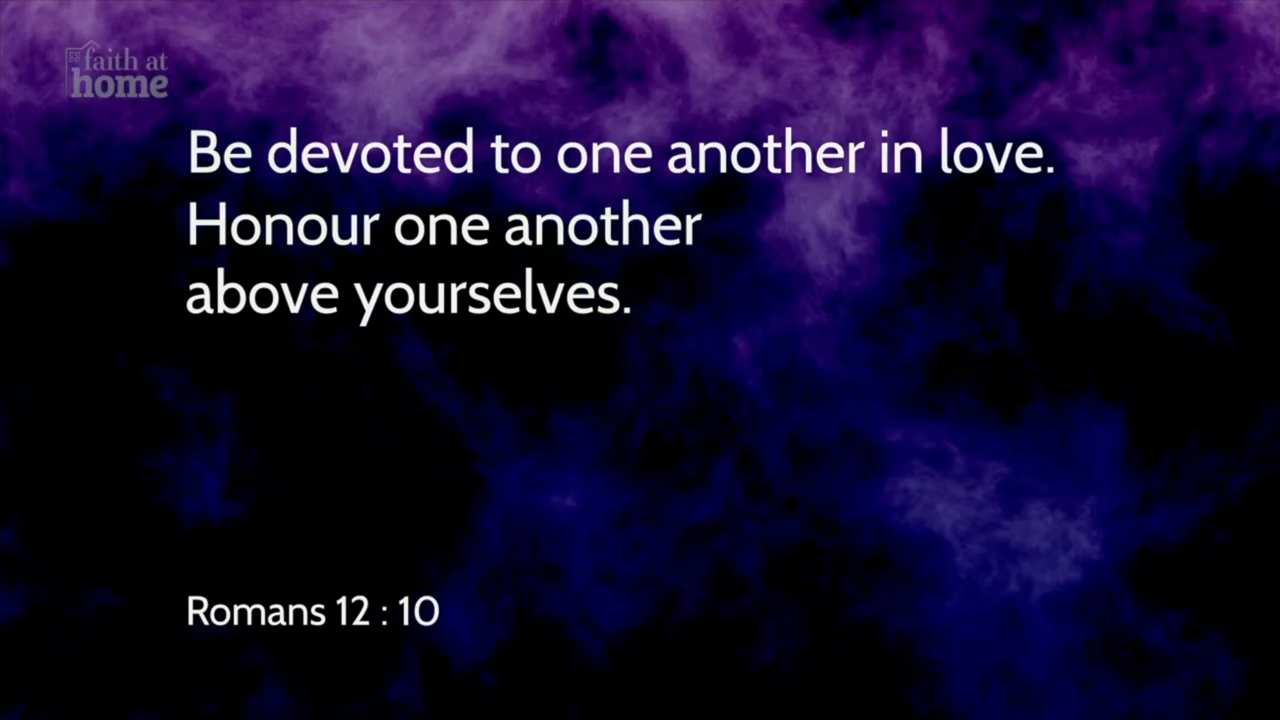 faith at
home
Be devoted to one another in love.
Honour one another
above yourselves.
Romans 12 : 10